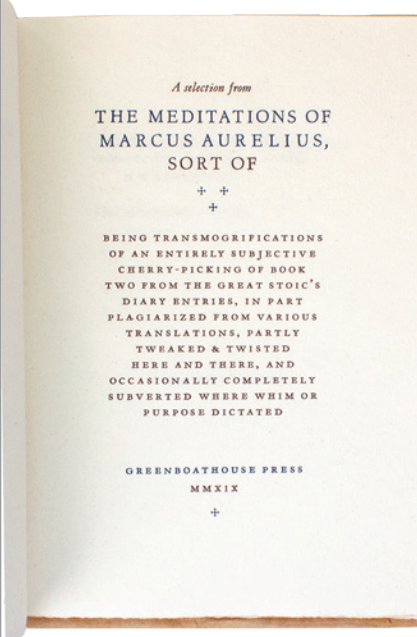 A selection from
THE MEDITATIONS OF
MARCUS AURELIUS,
SORT OF
BEING TRANSMOGRIFICATIONS
OF AN ENTIRELY SUBJECTIVE
CHERRY-PICKING OF BOOK
TWO FROM THE GREAT STOIC'S
DIARY ENTRIES, IN PART
PLAGIARIZED FROM VARIOUS
TRANSLATIONS, PARTLY
TWEAKED & TWISTED
HERE AND THERE, AND
OCCASIONALLY COMPLETELY
SUBVERTED WHERE WHIM OR
PURPOSE DICTATED
GREENBOATHOUSE PRESS
MMXIX